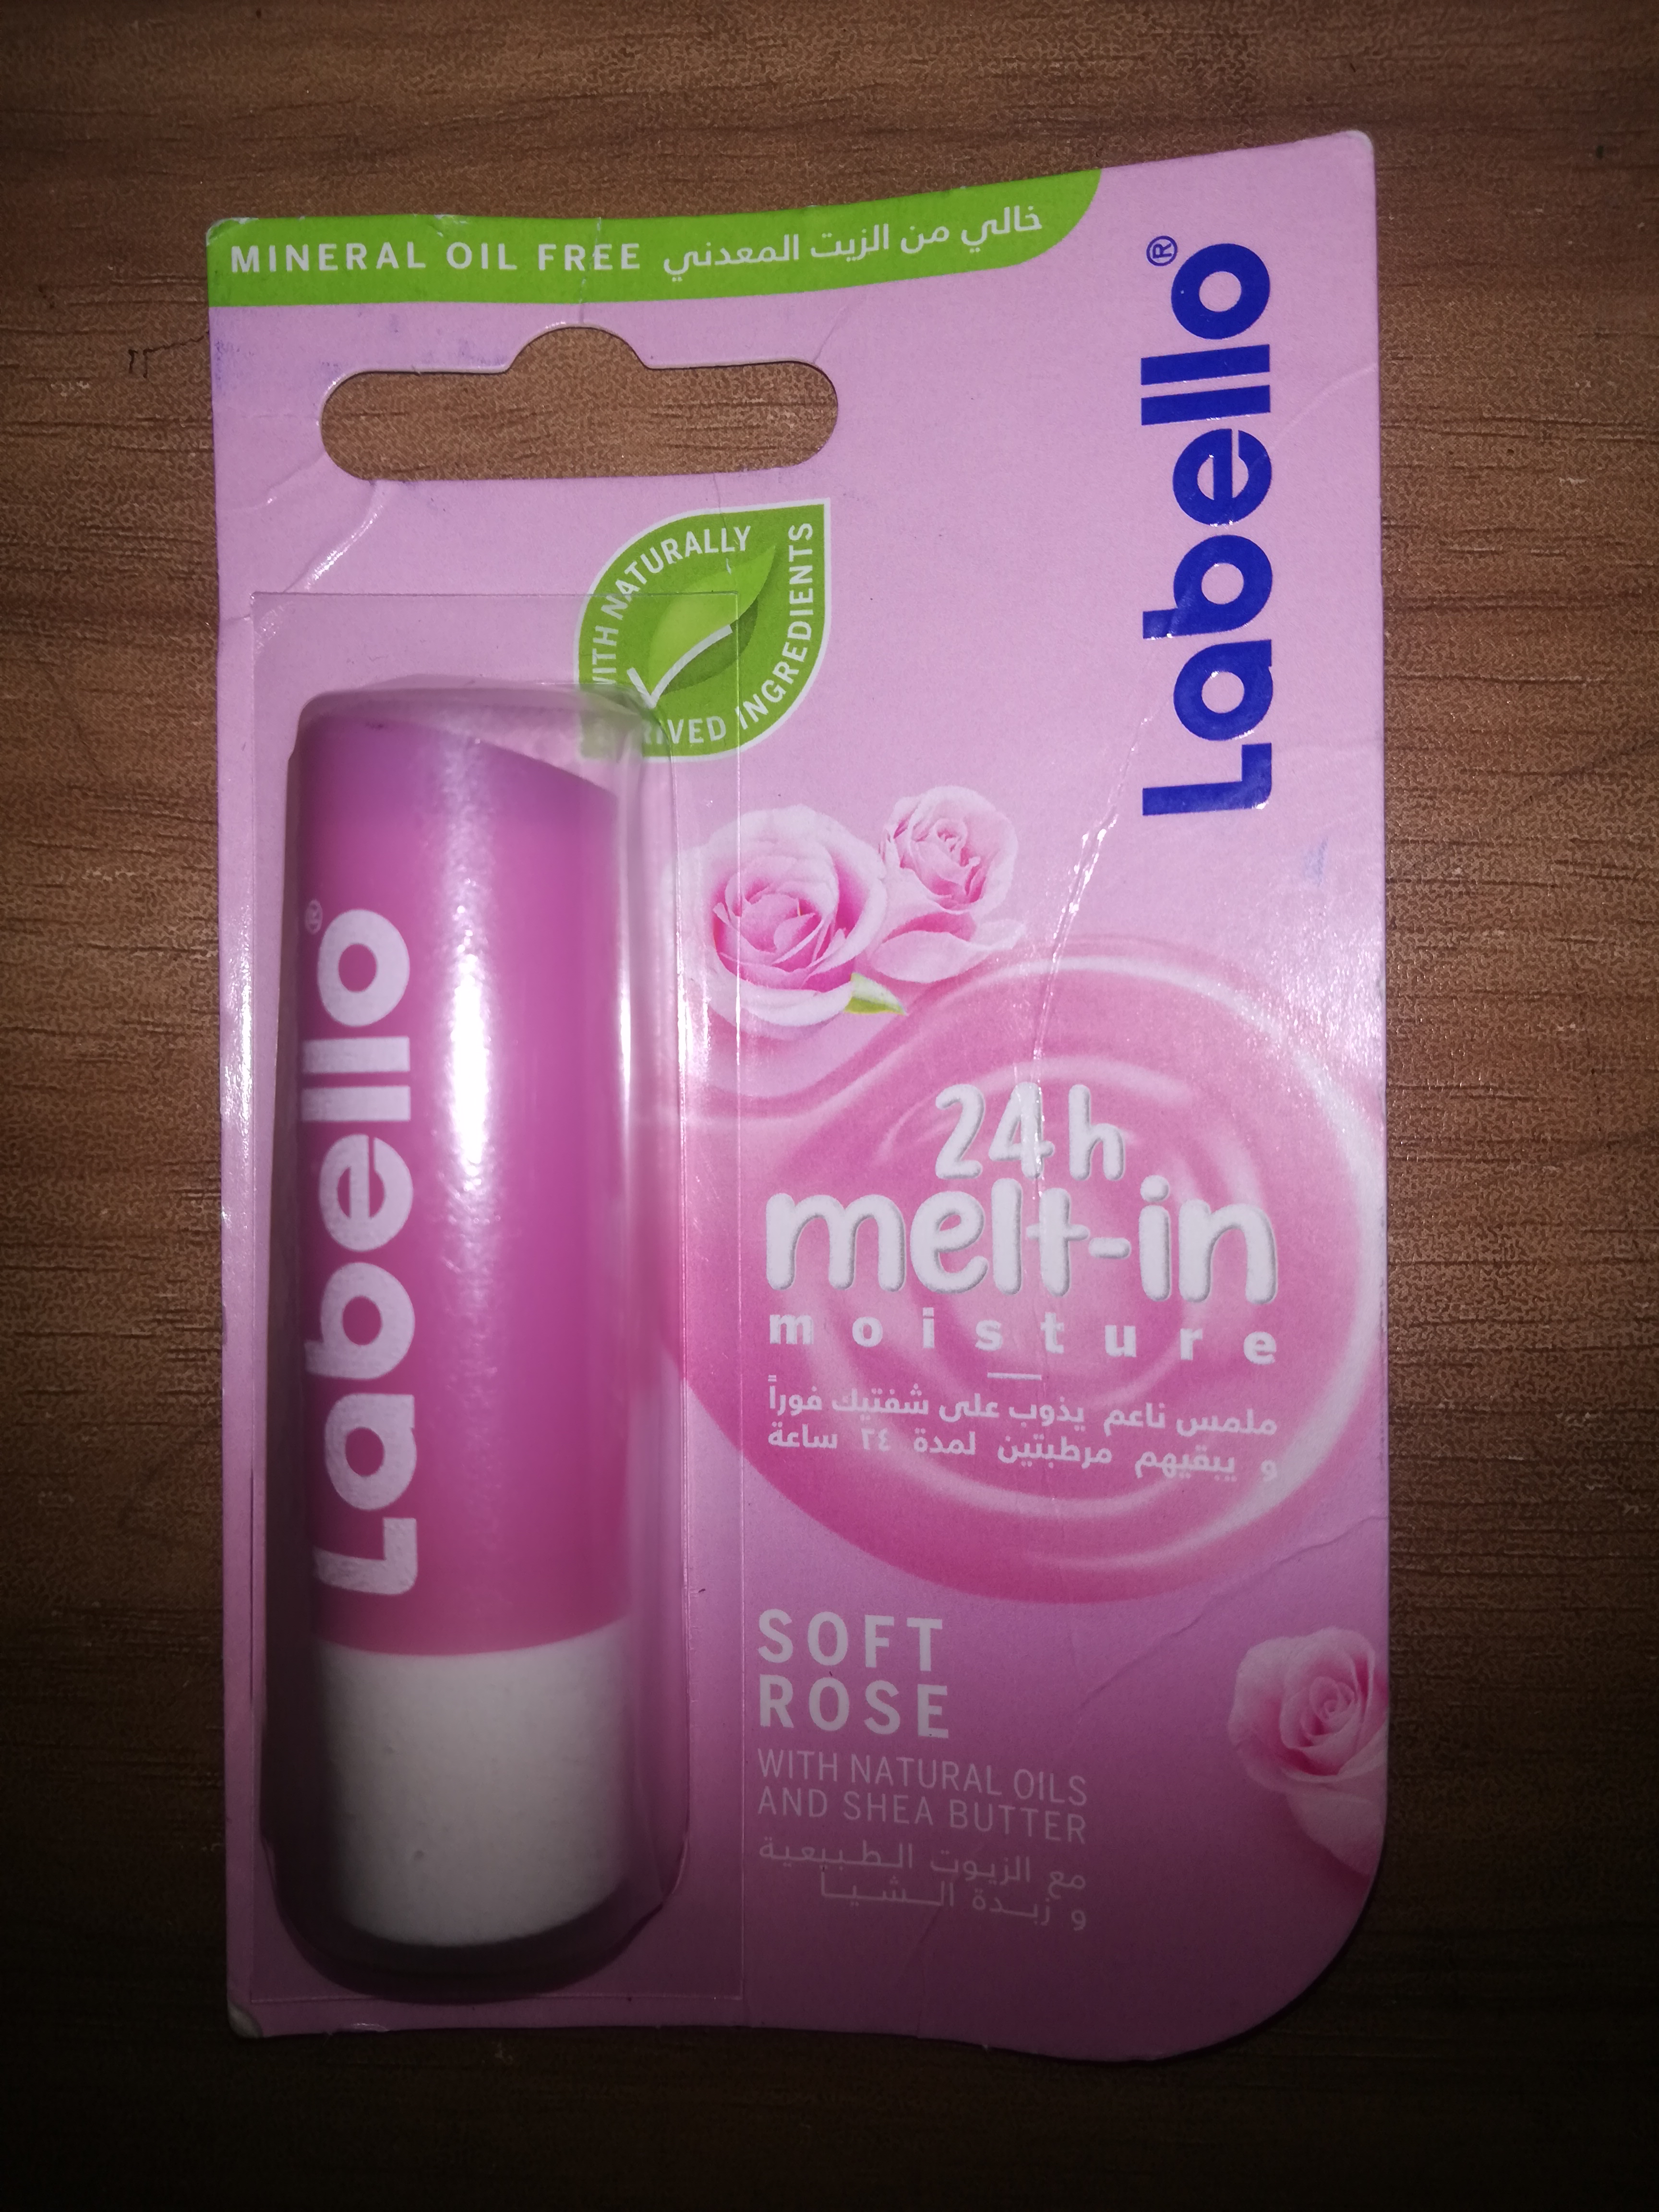 MINERAL OIL FREE خالي من الزيت المعدني
Labello®
WITH NATURALLY
INGREDIENTS
Labello®
24h
melt-in
moisture
ملمس ناعم يذوب على شفتيك فوراً
و يبقيهم مرطبتين لمدة ٢٤ ساعة
SOFT
ROSE
WITH NATURAL OILS
AND SHEA BUTTER
مع الزيوت الطبيعية
و زبدة الشيا